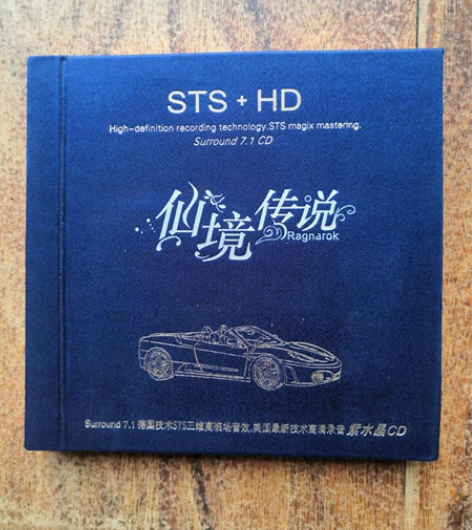 STS + HD
High-definition recording technology.STS magix mastering.
Surround 7.1 CD
仙境传说
Ragnarok
Surround 7.1 德国技术STS三维高临场音效.美国最新技术高清录音 紫水晶CD